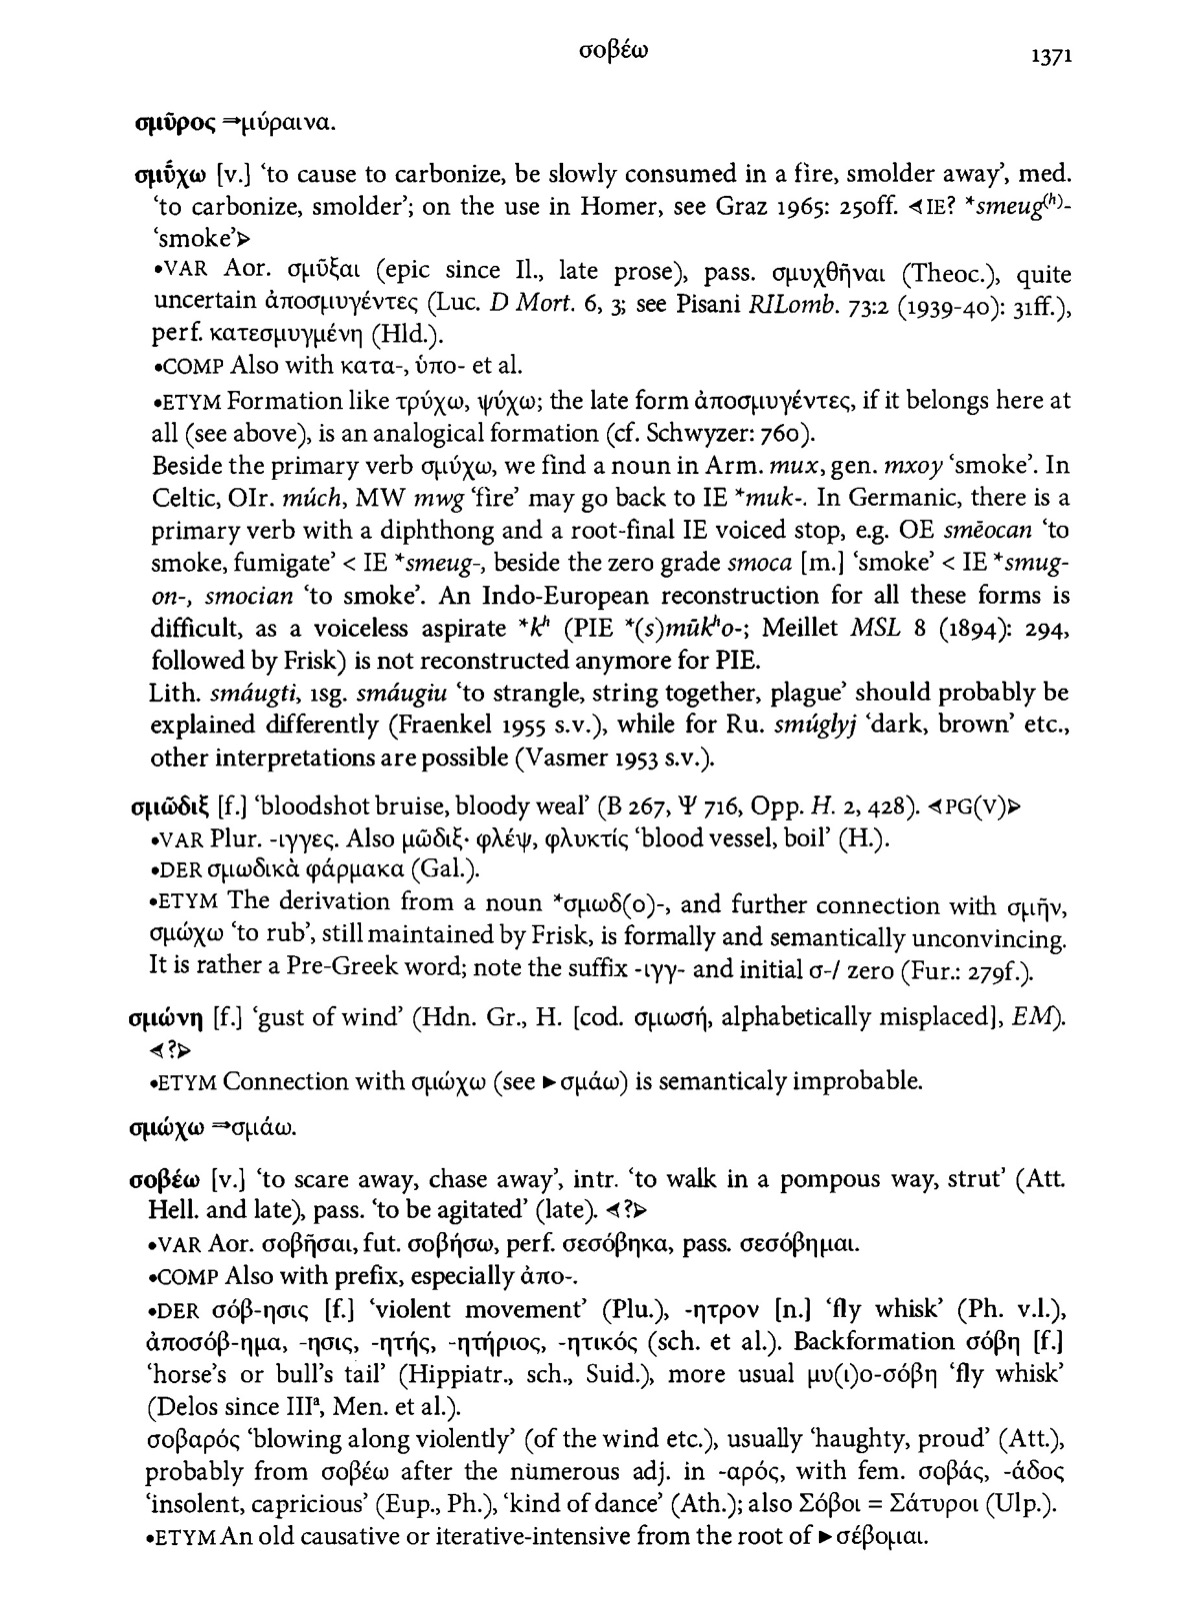 σοβέω 1371
σμῦρος ⇒μύραινα.
σμῡ́χω [v.] ‘to cause to carbonize, be slowly consumed in a fire, smolder away’, med.
‘to carbonize, smolder’; on the use in Homer, see Graz 1965: 250ff. ◁IE? *smeug⁽ʰ⁾-
‘smoke’▷
•VAR Aor. σμῦξαι (epic since Il., late prose), pass. σμυχθῆναι (Theoc.), quite
uncertain ἀποσμυγέντες (Luc. D Mort. 6, 3; see Pisani RILomb. 73:2 (1939-40): 31ff.),
perf. κατεσμυγμένη (Hld.).
•COMP Also with κατα-, ὑπο- et al.
•ETYM Formation like τρύχω, ψύχω; the late form ἀποσμυγέντες, if it belongs here at
all (see above), is an analogical formation (cf. Schwyzer: 760).
Beside the primary verb σμύχω, we find a noun in Arm. mux, gen. mxoy ‘smoke’. In
Celtic, OIr. múch, MW mwg ‘fire’ may go back to IE *muk-. In Germanic, there is a
primary verb with a diphthong and a root-final IE voiced stop, e.g. OE smēocan ‘to
smoke, fumigate’ < IE *smeug-, beside the zero grade smoca [m.] ‘smoke’ < IE *smug-
on-, smocian ‘to smoke’. An Indo-European reconstruction for all these forms is
difficult, as a voiceless aspirate *kʰ (PIE *(s)mūkʰo-; Meillet MSL 8 (1894): 294,
followed by Frisk) is not reconstructed anymore for PIE.
Lith. smáugti, 1sg. smáugiu ‘to strangle, string together, plague’ should probably be
explained differently (Fraenkel 1955 s.v.), while for Ru. smúglyj ‘dark, brown’ etc.,
other interpretations are possible (Vasmer 1953 s.v.).
σμῶδιξ [f.] ‘bloodshot bruise, bloody weal’ (Β 267, Ψ 716, Opp. H. 2, 428). ◁PG(V)▷
•VAR Plur. -ιγγες. Also μῶδιξ· φλέψ, φλυκτίς ‘blood vessel, boil’ (H.).
•DER σμωδικὰ φάρμακα (Gal.).
•ETYM The derivation from a noun *σμωδ(ο)-, and further connection with σμῆν,
σμώχω ‘to rub’, still maintained by Frisk, is formally and semantically unconvincing.
It is rather a Pre-Greek word; note the suffix -ιγγ- and initial σ-/ zero (Fur.: 279f.).
σμώνη [f.] ‘gust of wind’ (Hdn. Gr., H. [cod. σμωσή, alphabetically misplaced], EM).
◁?▷
•ETYM Connection with σμώχω (see ►σμάω) is semanticaly improbable.
σμώχω ⇒σμάω.
σοβέω [v.] ‘to scare away, chase away’, intr. ‘to walk in a pompous way, strut’ (Att.
Hell. and late), pass. ‘to be agitated’ (late). ◁?▷
•VAR Aor. σοβῆσαι, fut. σοβήσω, perf. σεσόβηκα, pass. σεσόβημαι.
•COMP Also with prefix, especially ἀπο-.
•DER σόβ-ησις [f.] ‘violent movement’ (Plu.), -ητρον [n.] ‘fly whisk’ (Ph. v.l.),
ἀποσόβ-ημα, -ησις, -ητής, -ητήριος, -ητικός (sch. et al.). Backformation σόβη [f.]
‘horse’s or bull’s tail’ (Hippiatr., sch., Suid.), more usual μυ(ι)ο-σόβη ‘fly whisk’
(Delos since IIIᵃ, Men. et al.).
σοβαρός ‘blowing along violently’ (of the wind etc.), usually ‘haughty, proud’ (Att.),
probably from σοβέω after the numerous adj. in -αρός, with fem. σοβάς, -άδος
‘insolent, capricious’ (Eup., Ph.), ‘kind of dance’ (Ath.); also Σόβοι = Σάτυροι (Ulp.).
•ETYM An old causative or iterative-intensive from the root of ►σέβομαι.